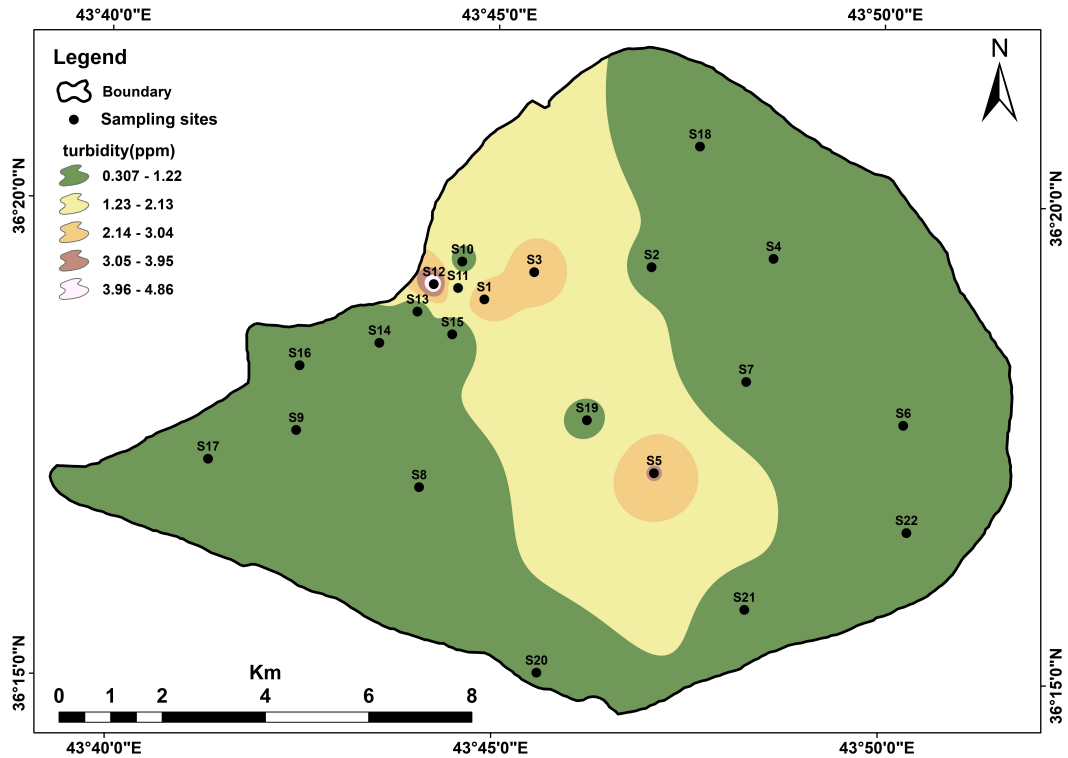 43°40'0"E 43°45'0"E 43°50'0"E
N
Legend
Boundary
Sampling sites
turbidity(ppm)
0.307 - 1.22
1.23 - 2.13
2.14 - 3.04
3.05 - 3.95
3.96 - 4.86
36°20'0"N
36°20'0"N
S18
S10
S3
S2
S4
S12
S11
S1
S13
S15
S14
S16
S7
S19
S6
S9
S17
S5
S8
S22
S21
S20
36°15'0"N
36°15'0"N
Km
0 1 2 4 6 8
43°40'0"E 43°45'0"E 43°50'0"E